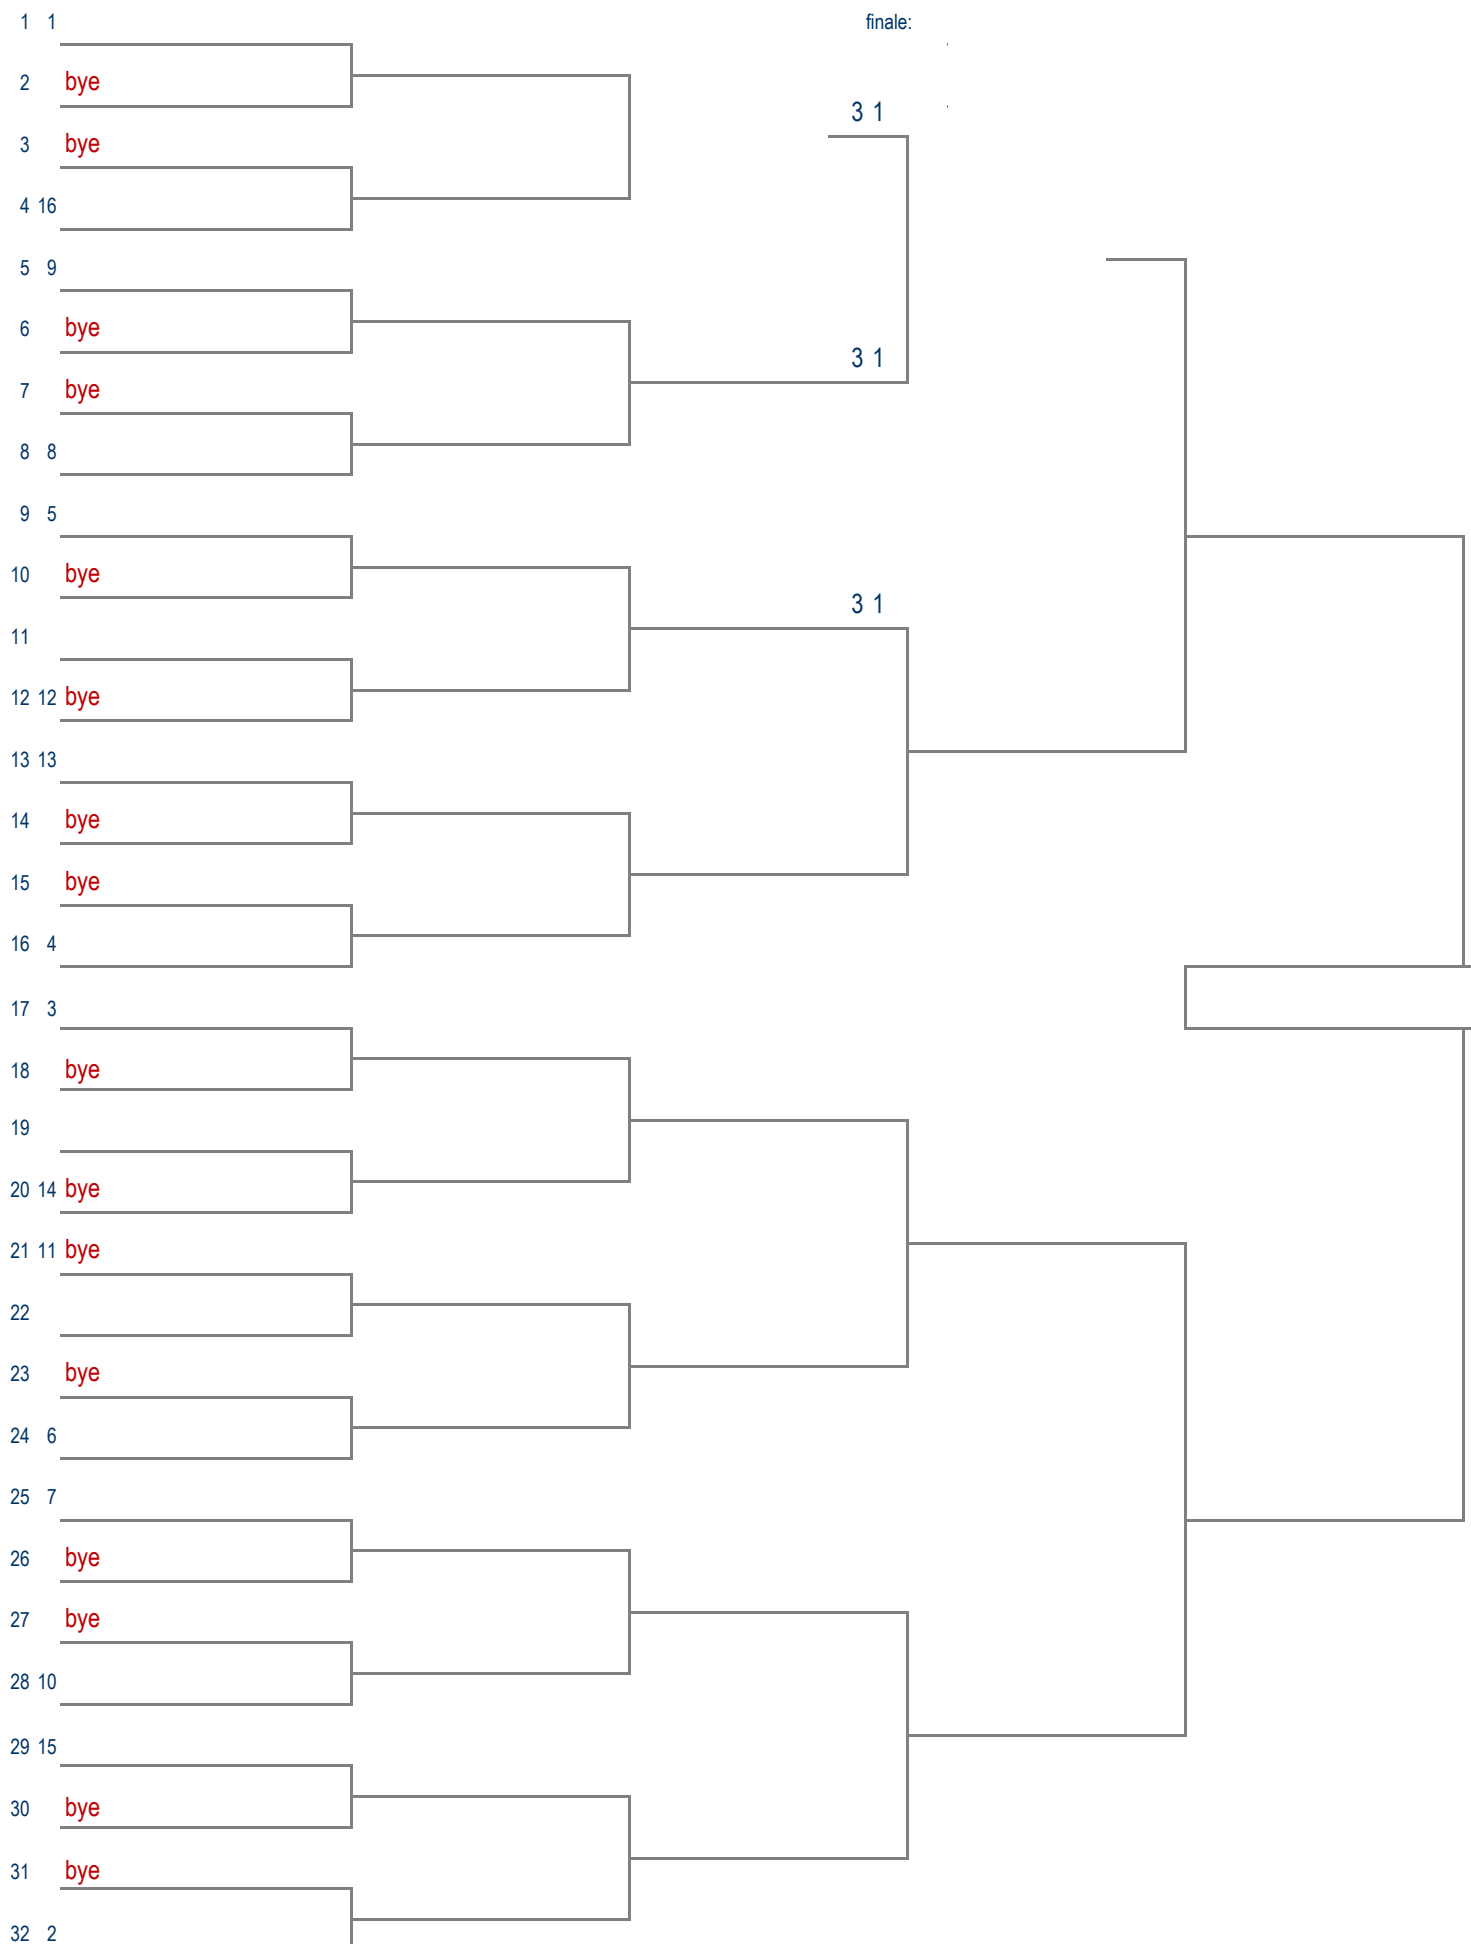 1 1 finale:
2 bye
3 1
3 bye
4 16
5 9
6 bye
3 1
7 bye
8 8
9 5
10 bye
3 1
11
12 12 bye
13 13
14 bye
15 bye
16 4
17 3
18 bye
19
20 14 bye
21 11 bye
22
23 bye
24 6
25 7
26 bye
27 bye
28 10
29 15
30 bye
31 bye
32 2